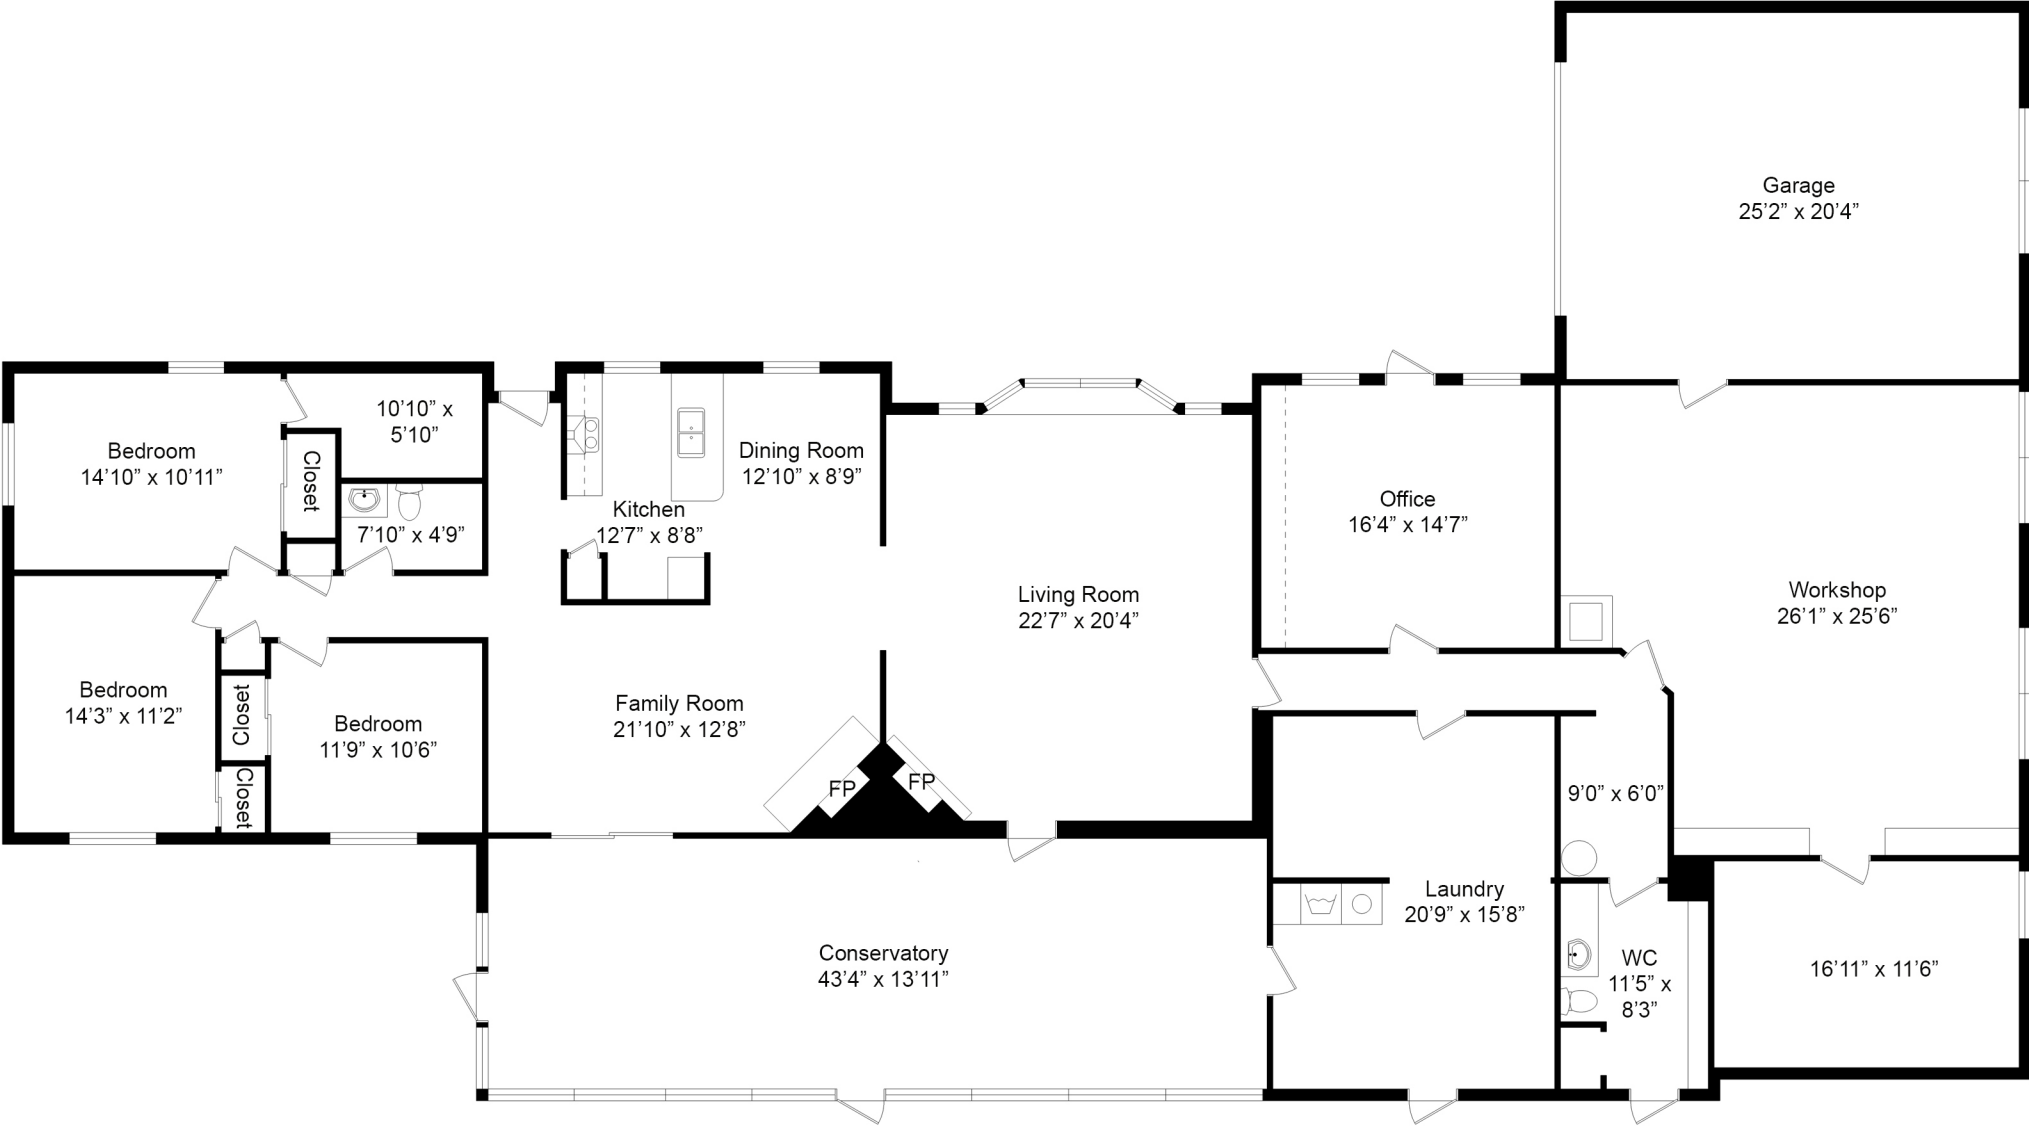 Garage
25’2” x 20’4”
10’10” x
5’10”
Bedroom
14’10” x 10’11”
Closet
7’10” x 4’9”
Dining Room
12’10” x 8’9”
Kitchen
12’7” x 8’8”
Office
16’4” x 14’7”
Living Room
22’7” x 20’4”
Workshop
26’1” x 25’6”
Bedroom
14’3” x 11’2”
Closet
Closet
Bedroom
11’9” x 10’6”
Family Room
21’10” x 12’8”
FP
FP
9’0” x 6’0”
Laundry
20’9” x 15’8”
Conservatory
43’4” x 13’11”
WC
11’5” x
8’3”
16’11” x 11’6”